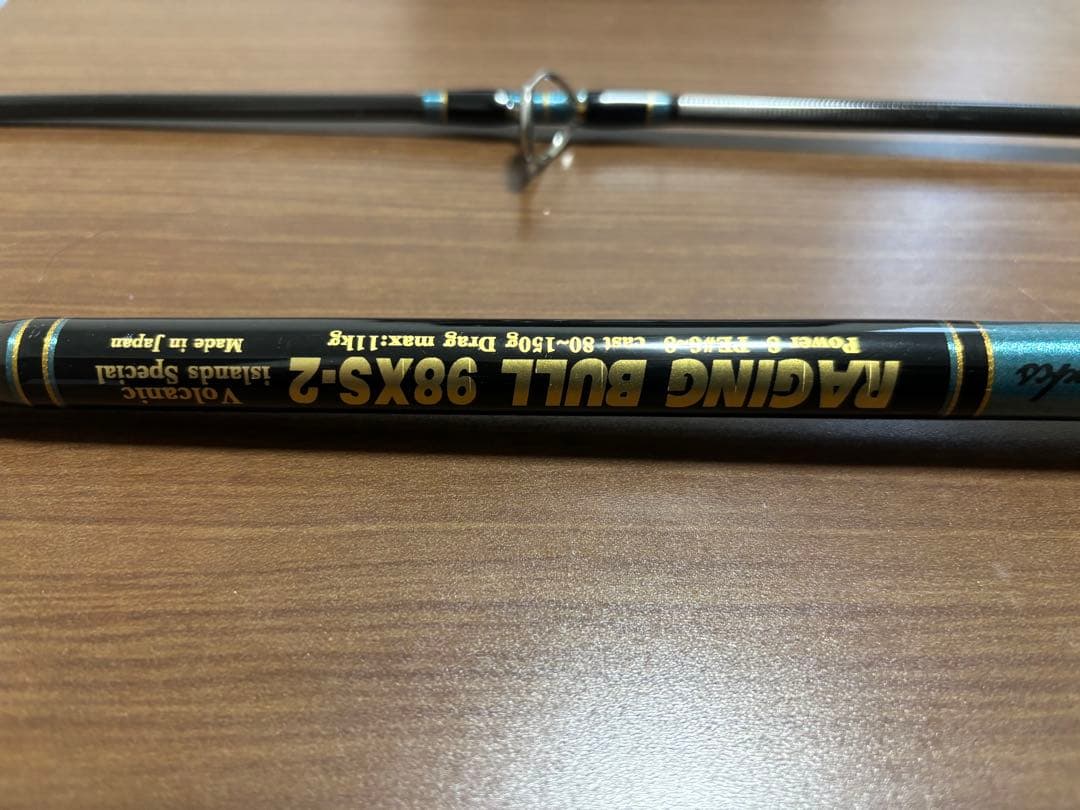 RAGING BULL 98XS-2
Power 8 PE#6~8 cast 80~150g Drag max:11kg
Volcanic
islands Special
Made in Japan